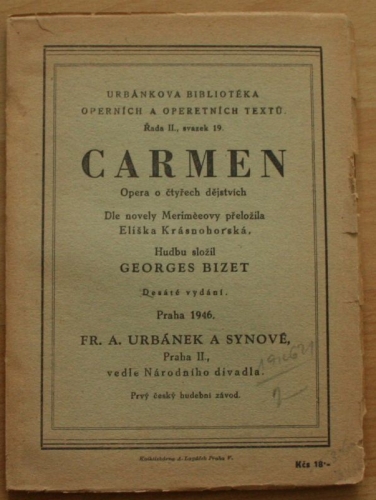 URBÁNKOVA BIBLIOTÉKA
OPERNÍCH A OPERETNÍCH TEXTŮ.
Řada II., svazek 19.
CARMEN
Opera o čtyřech dějstvích
Dle novely Meriméeovy přeložila
Eliška Krásnohorská.
Hudbu složil
GEORGES BIZET
Desáté vydání.
Praha 1946.
FR. A. URBÁNEK A SYNOVÉ,
Praha II.,
vedle Národního divadla.
Prvý český hudební závod.
Knihtiskárna
Praha V.
Kčs 18·-